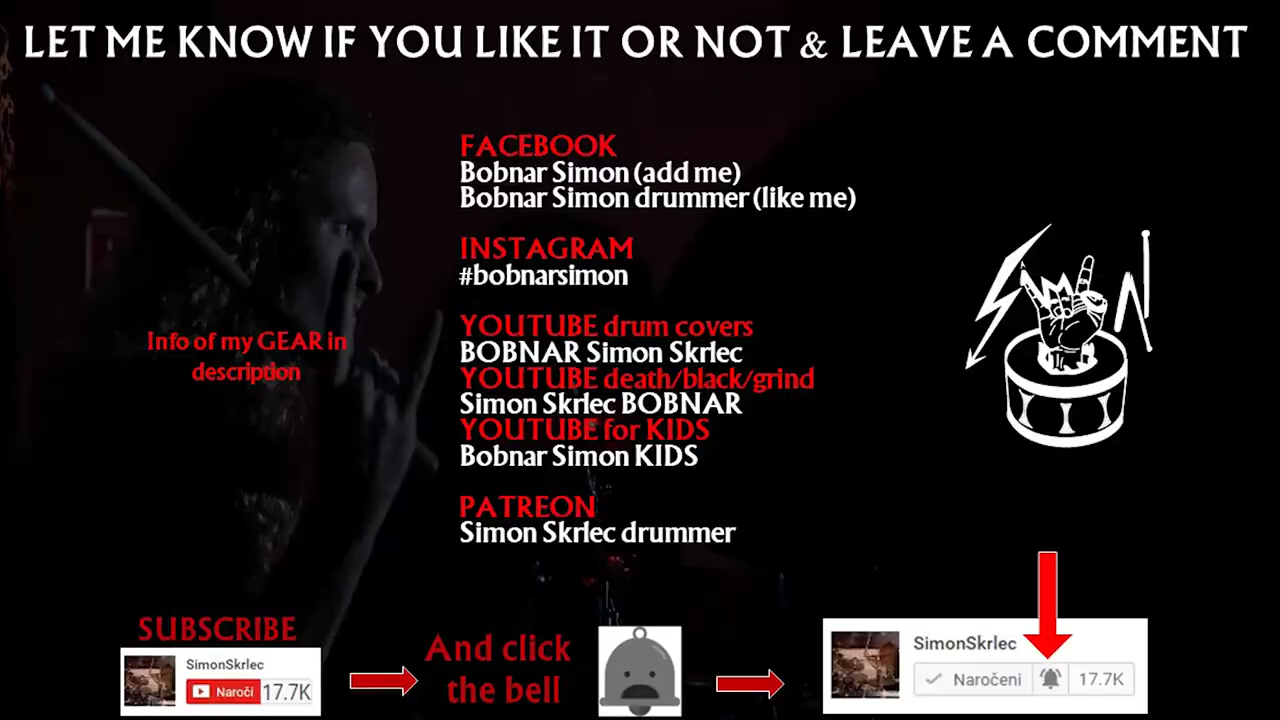 LET ME KNOW IF YOU LIKE IT OR NOT & LEAVE A COMMENT
FACEBOOK
Bobnar Simon (add me)
Bobnar Simon drummer (like me)
INSTAGRAM
#bobnarsimon
Info of my GEAR in
description
YOUTUBE drum covers
BOBNAR Simon Skrlec
YOUTUBE death/black/grind
Simon Skrlec BOBNAR
YOUTUBE for KIDS
Bobnar Simon KIDS
PATREON
Simon Skrlec drummer
SIMON
SUBSCRIBE
SimonSkrlec
Naroči 17.7K
And click
the bell
SimonSkrlec
Naročeni 17.7K